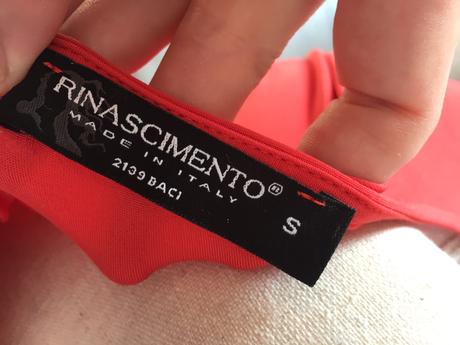 RINASCIMENTO®
MADE IN ITALY
2139 BACI
S